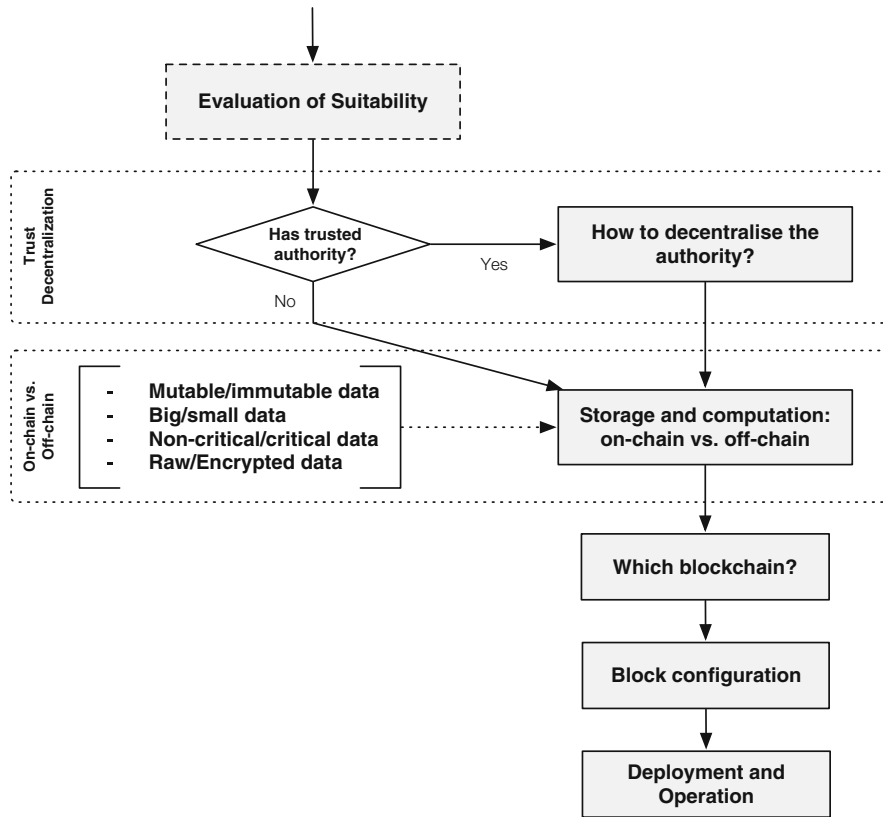 Evaluation of Suitability
Trust
Decentralization
Has trusted
authority?
Yes
No
How to decentralise the
authority?
On-chain vs.
Off-chain
- Mutable/immutable data
- Big/small data
- Non-critical/critical data
- Raw/Encrypted data
Storage and computation:
on-chain vs. off-chain
Which blockchain?
Block configuration
Deployment and
Operation